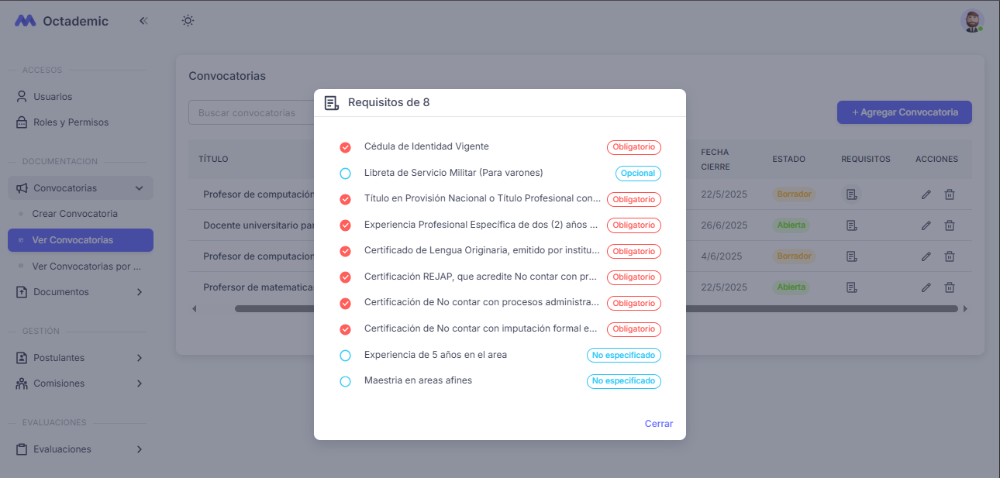 Octademic
ACCESOS
Usuarios
Roles y Permisos
DOCUMENTACION
Convocatorias
Crear Convocatoria
Ver Convocatorias
Ver Convocatorias por ...
Documentos
GESTIÓN
Postulantes
Comisiones
EVALUACIONES
Evaluaciones
Convocatorias
Buscar convocatorias
+ Agregar Convocatoria
TÍTULO
FECHA
CIERRE
ESTADO
REQUISITOS
ACCIONES
Profesor de computación
22/5/2025
Borrador
Docente universitario par
26/6/2025
Abierta
Profesor de computacion
4/6/2025
Borrador
Profersor de matematicas
22/5/2025
Abierta
Requisitos de 8
Cédula de Identidad Vigente
Obligatorio
Libreta de Servicio Militar (Para varones)
Opcional
Título en Provisión Nacional o Título Profesional con...
Obligatorio
Experiencia Profesional Específica de dos (2) años ...
Obligatorio
Certificado de Lengua Originaria, emitido por institu...
Obligatorio
Certificación REJAP, que acredite No contar con pr...
Obligatorio
Certificación de No contar con procesos administra...
Obligatorio
Certificación de No contar con imputación formal e...
Obligatorio
Experiencia de 5 años en el area
No especificado
Maestria en areas afines
No especificado
Cerrar